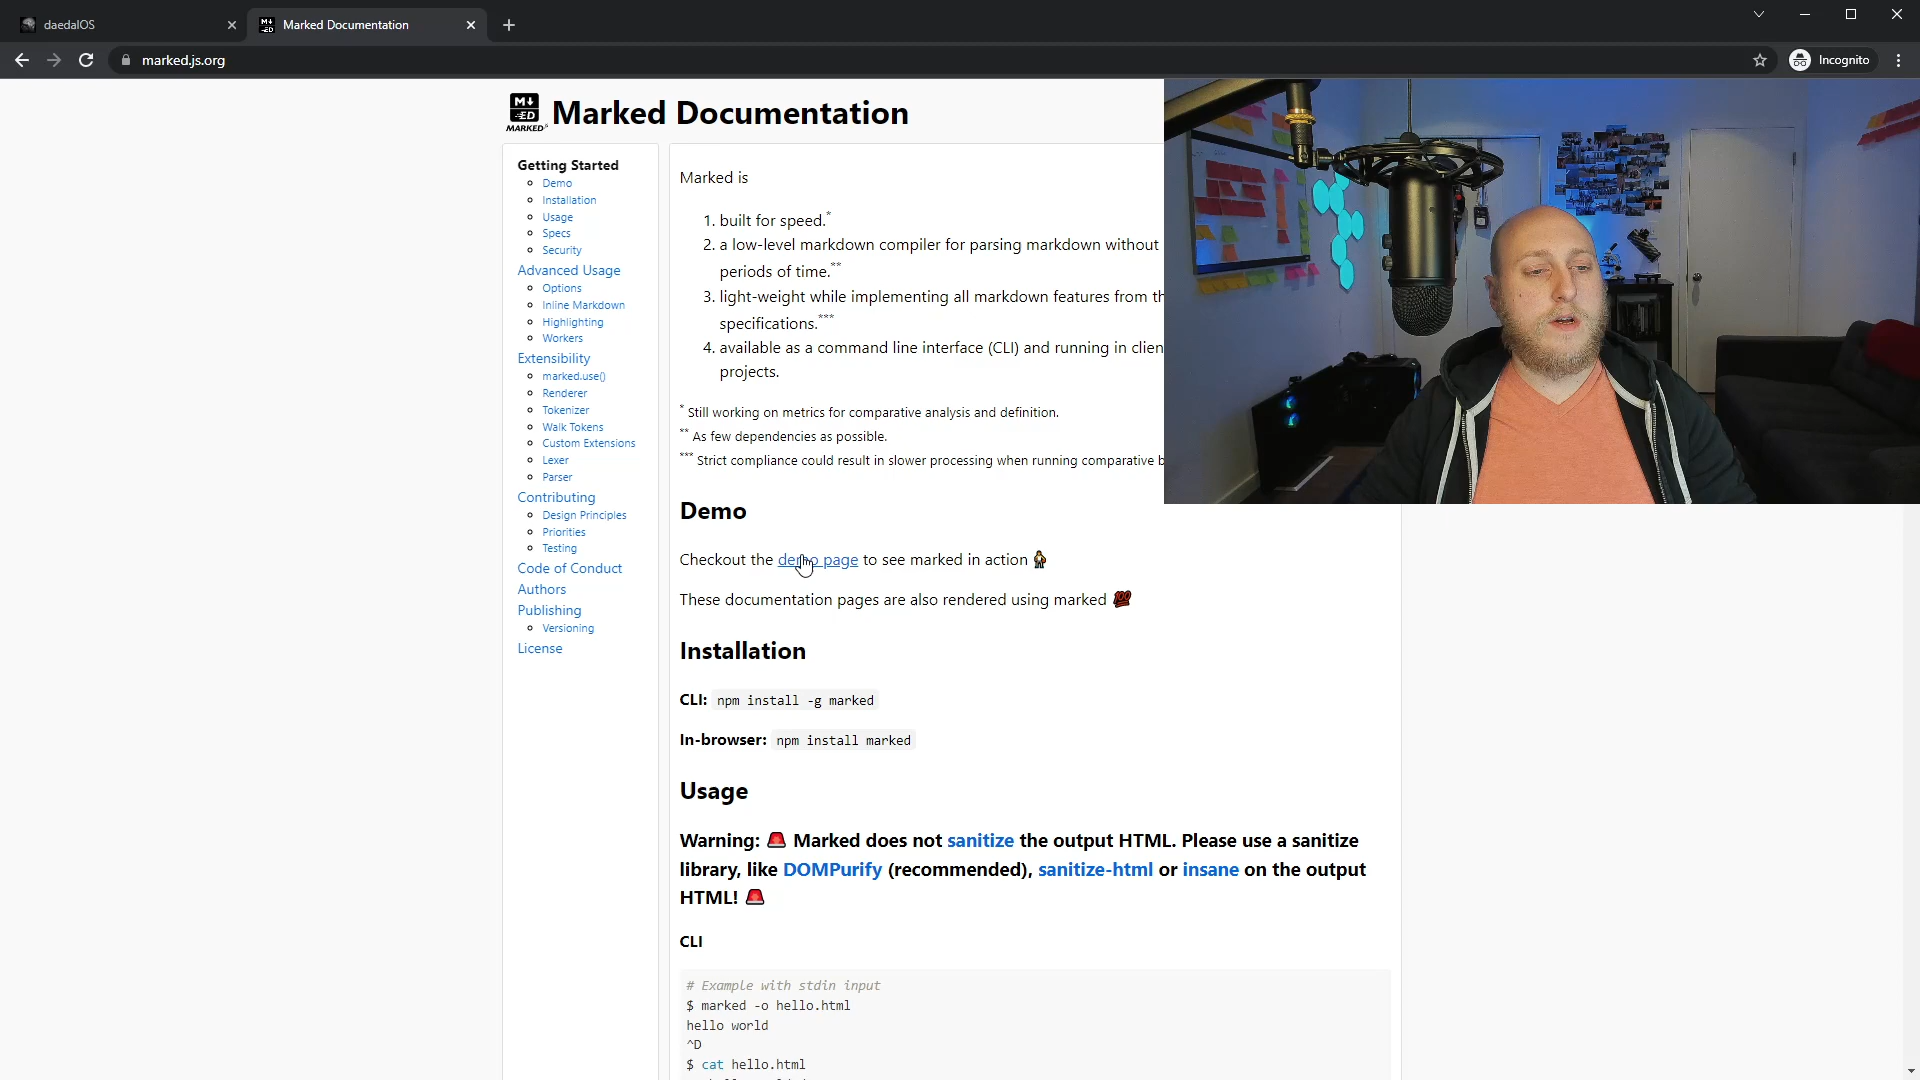 daedalOS
Marked Documentation
marked.js.org
Incognito
M↓
ED
MARKED
Marked Documentation
Getting Started
Demo
Installation
Usage
Specs
Security
Advanced Usage
Options
Inline Markdown
Highlighting
Workers
Extensibility
marked.use()
Renderer
Tokenizer
Walk Tokens
Custom Extensions
Lexer
Parser
Contributing
Design Principles
Priorities
Testing
Code of Conduct
Authors
Publishing
Versioning
License
Marked is
1. built for speed.*
2. a low-level markdown compiler for parsing markdown without
periods of time.**
3. light-weight while implementing all markdown features from th
specifications.***
4. available as a command line interface (CLI) and running in clien
projects.
* Still working on metrics for comparative analysis and definition.
** As few dependencies as possible.
*** Strict compliance could result in slower processing when running comparative b
Demo
Checkout the demo page to see marked in action 🧍
These documentation pages are also rendered using marked 💯
Installation
CLI: npm install -g marked
In-browser: npm install marked
Usage
Warning: 🚨 Marked does not sanitize the output HTML. Please use a sanitize
library, like DOMPurify (recommended), sanitize-html or insane on the output
HTML! 🚨
CLI
# Example with stdin input
$ marked -o hello.html
hello world
^D
$ cat hello.html